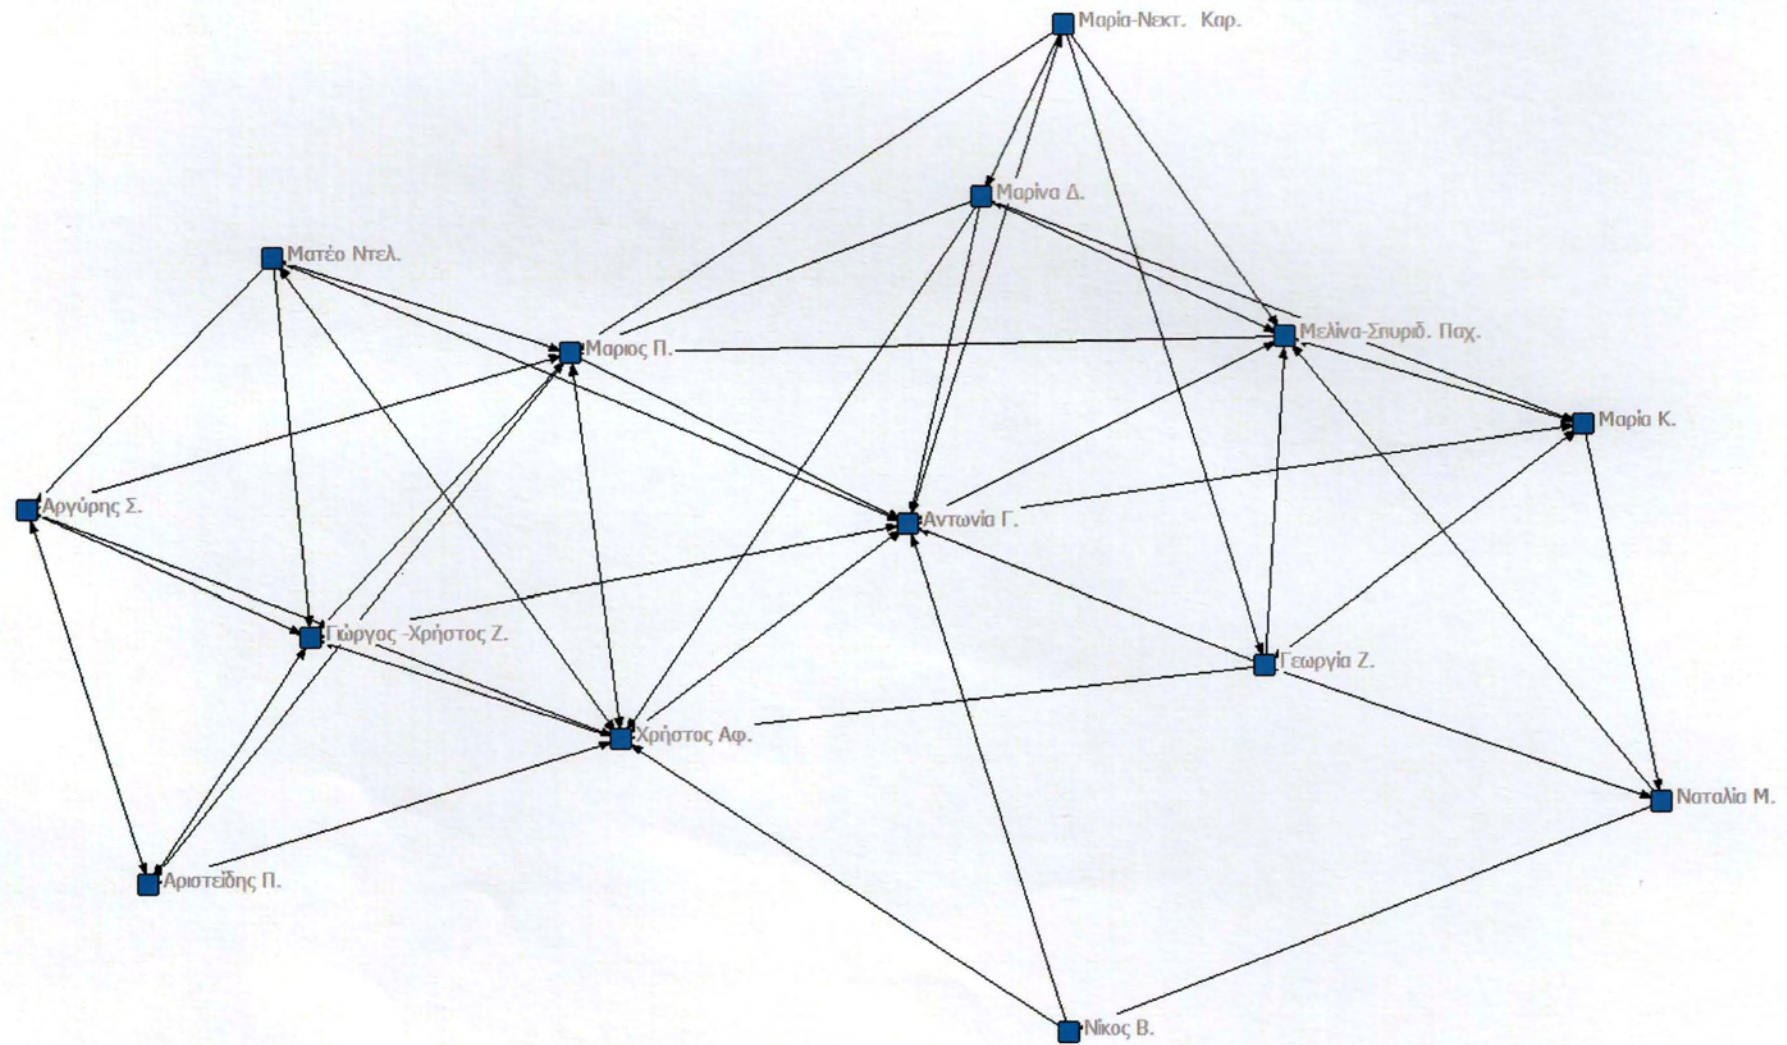 Μαρία-Νεκτ. Καρ.
Μαρίνα Δ.
Ματέο Ντελ.
Μελίνα-Σπυριδ. Παχ.
Μαριος Π.
Μαρία Κ.
Αργύρης Σ.
Αντωνία Γ.
Γιώργος -Χρήστος Ζ.
Γεωργία Ζ.
Χρήστος Αφ.
Ναταλία Μ.
Αριστείδης Π.
Νίκος Β.